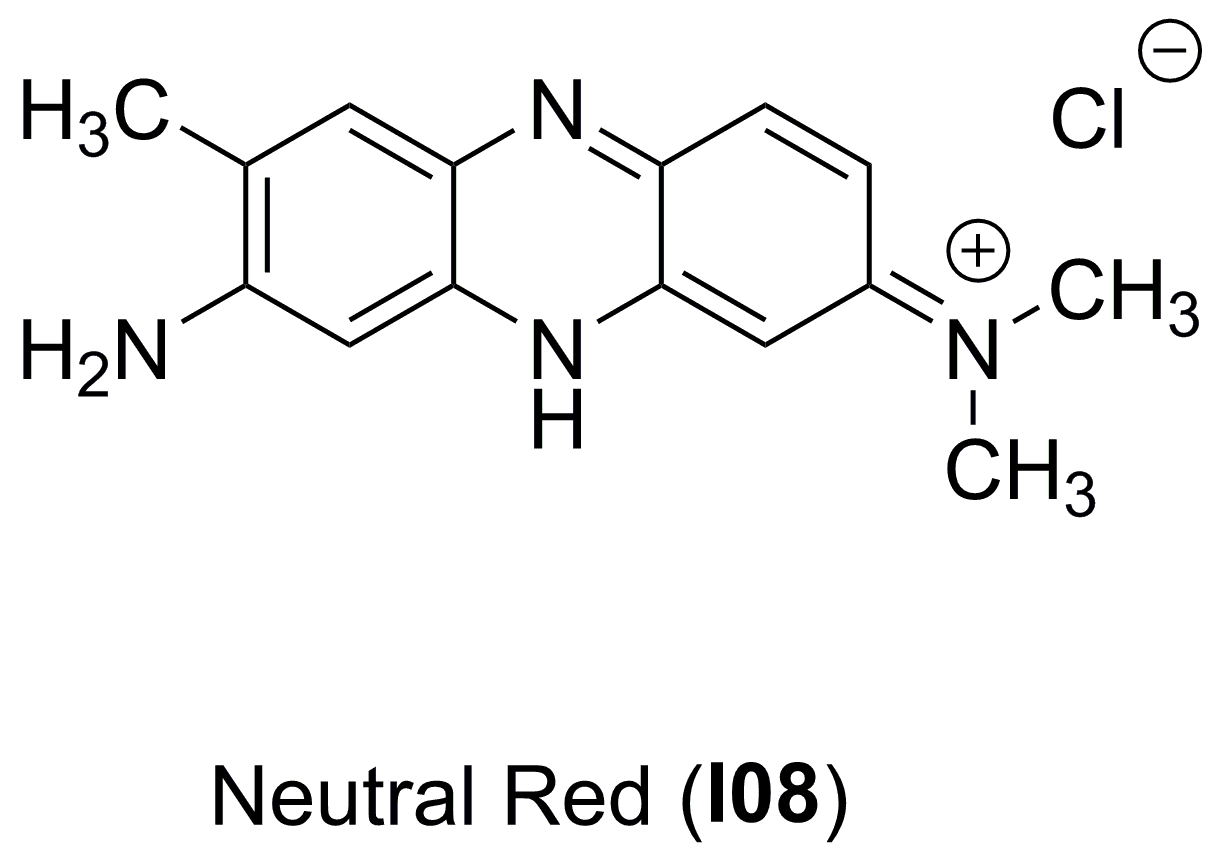 H₃C
N
Cl ⊖
⊕
CH₃
H₂N
N
H
N
CH₃
Neutral Red (I08)